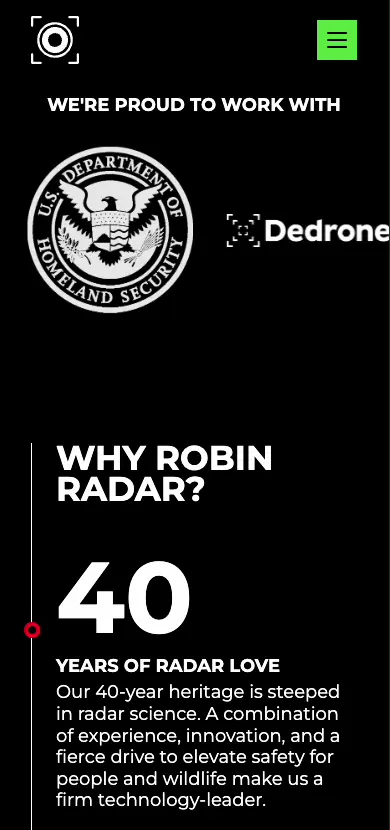 WE'RE PROUD TO WORK WITH
U.S. DEPARTMENT OF
HOMELAND SECURITY
Dedrone
WHY ROBIN
RADAR?
40
YEARS OF RADAR LOVE
Our 40-year heritage is steeped
in radar science. A combination
of experience, innovation, and a
fierce drive to elevate safety for
people and wildlife make us a
firm technology-leader.